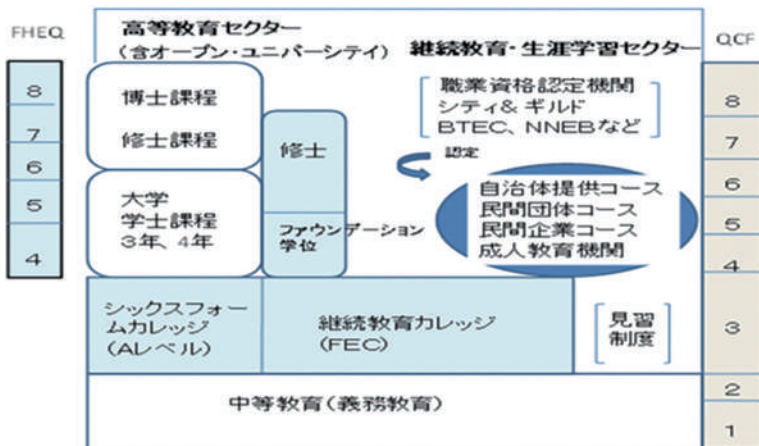 FHEQ
高等教育セクター
(含オープン・ユニバーシティ)
継続教育・生涯学習セクター
QCF
8
7
6
5
4
博士課程
修士課程
大学
学士課程
3年、4年
修士
ファウンデーション
学位
職業資格認定機関
シティ& ギルド
BTEC、NNEBなど
認定
自治体提供コース
民間団体コース
民間企業コース
成人教育機関
シックスフォー
ムカレッジ
(Aレベル)
継続教育カレッジ
(FEC)
見習
制度
中等教育(義務教育)
8
7
6
5
4
3
2
1